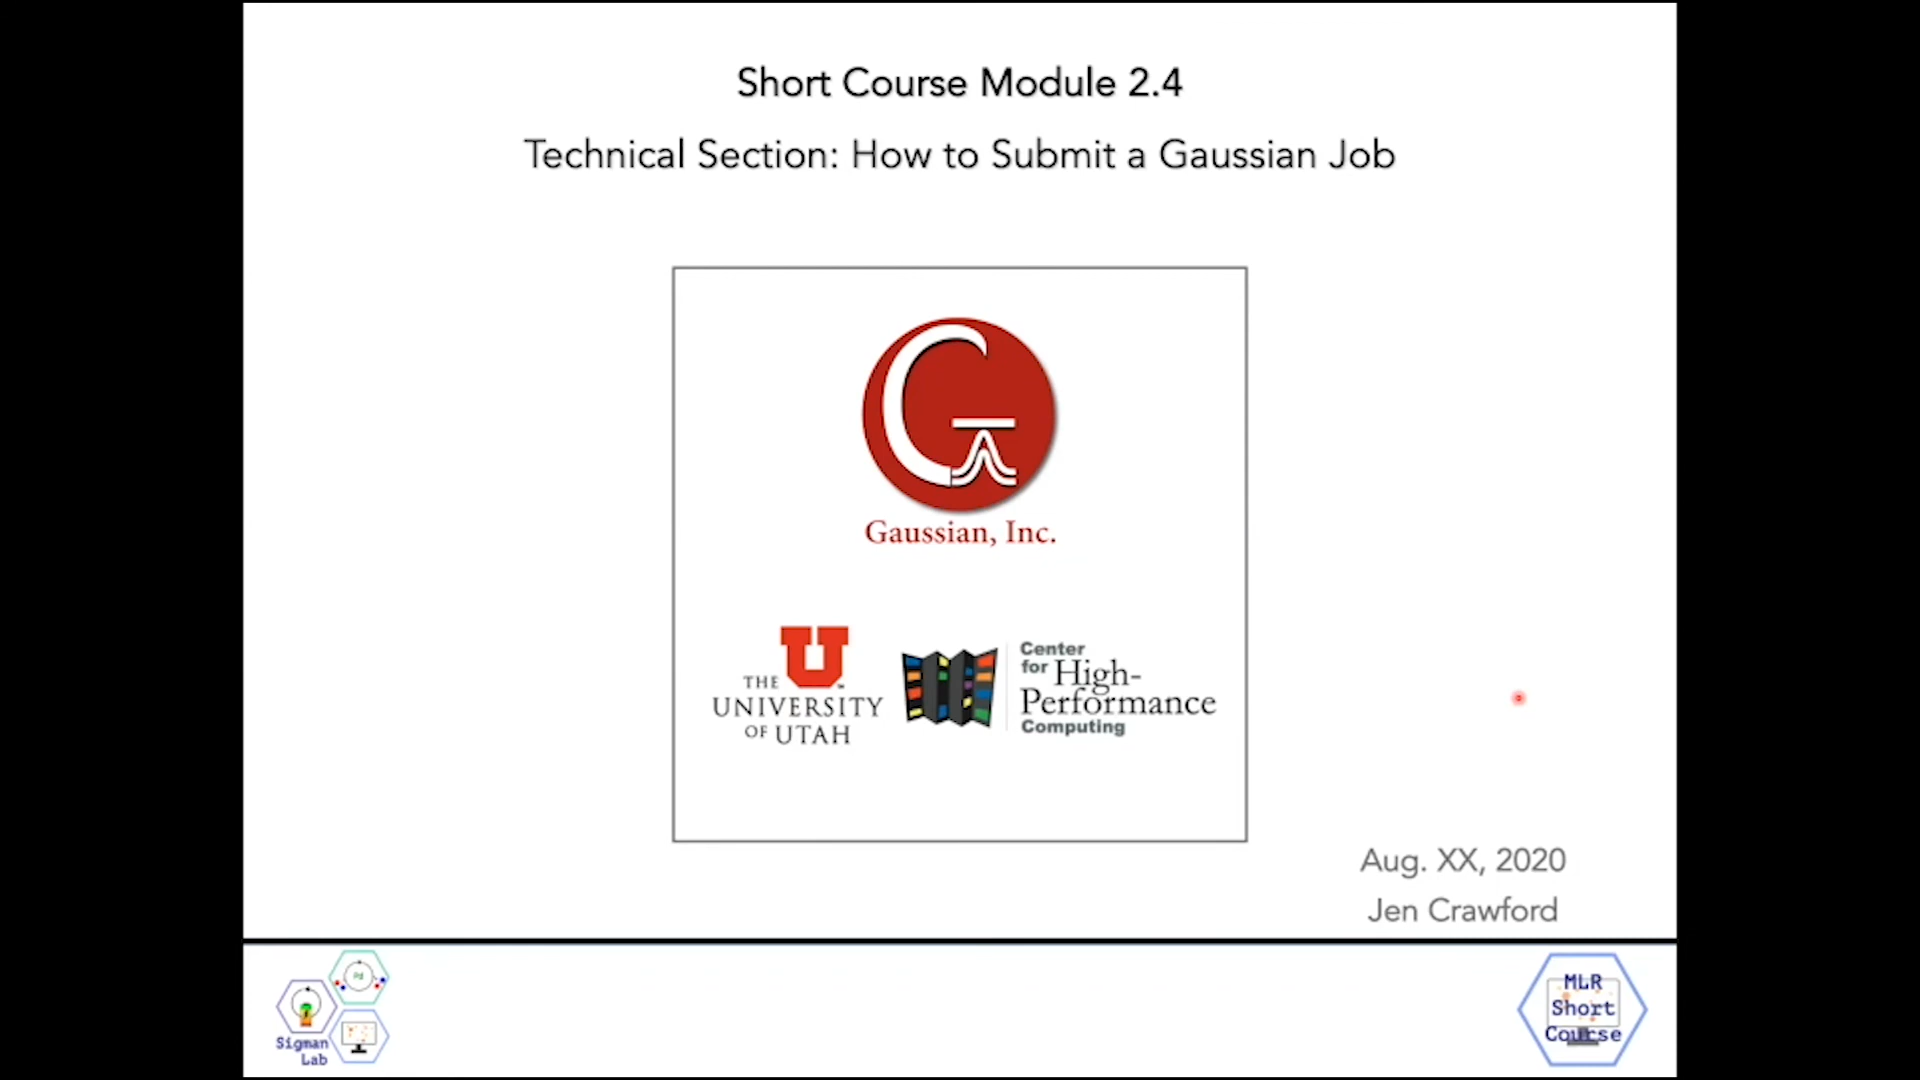 Short Course Module 2.4
Technical Section: How to Submit a Gaussian Job
Gaussian, Inc.
THE
UNIVERSITY
OF UTAH
Center
for High-
Performance
Computing
Aug. XX, 2020
Jen Crawford
Pd
Sigman
Lab
MLR
Short
Course